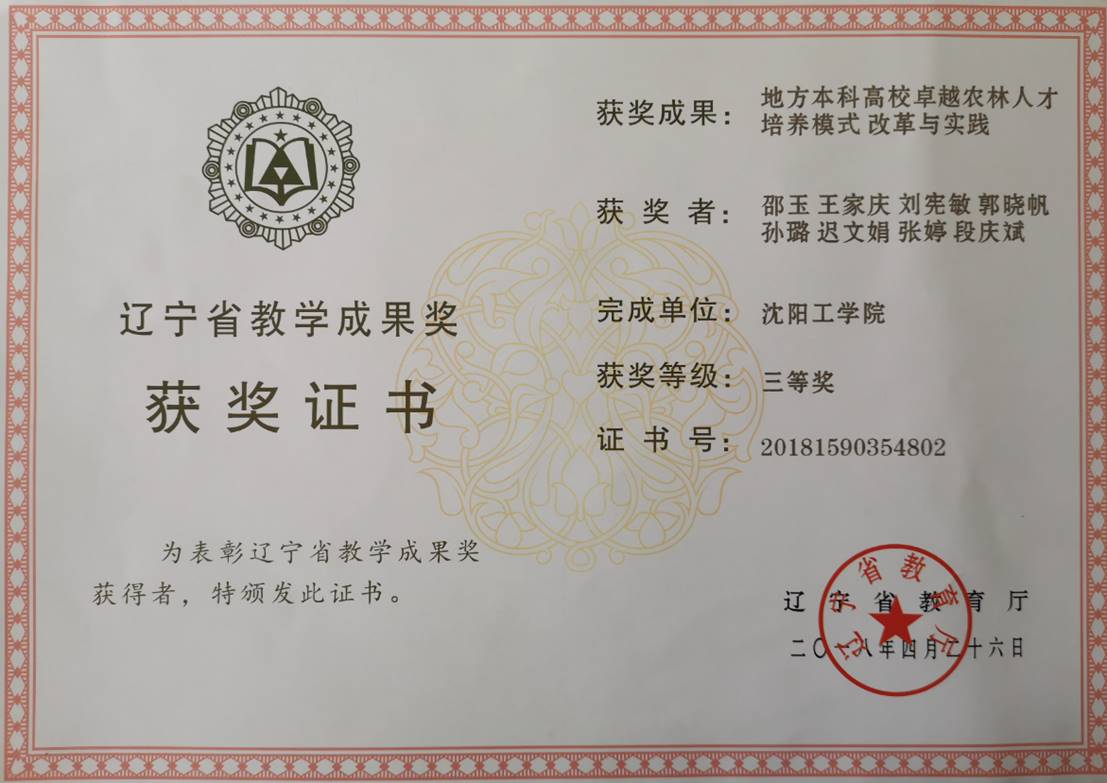 辽宁省教学成果奖
获奖证书
为表彰辽宁省教学成果奖
获得者，特颁发此证书。
获奖成果：地方本科高校卓越农林人才
培养模式 改革与实践
获奖者：邵玉 王家庆 刘宪敏 郭晓帆
孙璐 迟文娟 张婷 段庆斌
完成单位：沈阳工学院
获奖等级：三等奖
证书号：20181590354802
辽宁省教育厅
二〇一八年四月二十六日
辽宁省教育厅